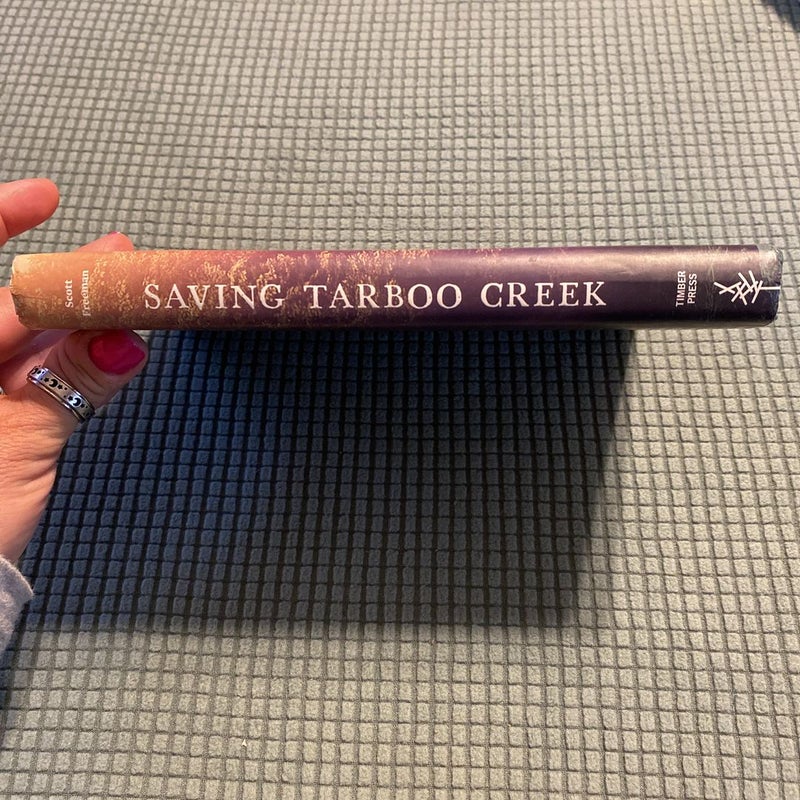 Scott
Freeman
SAVING TARBOO CREEK
TIMBER
PRESS